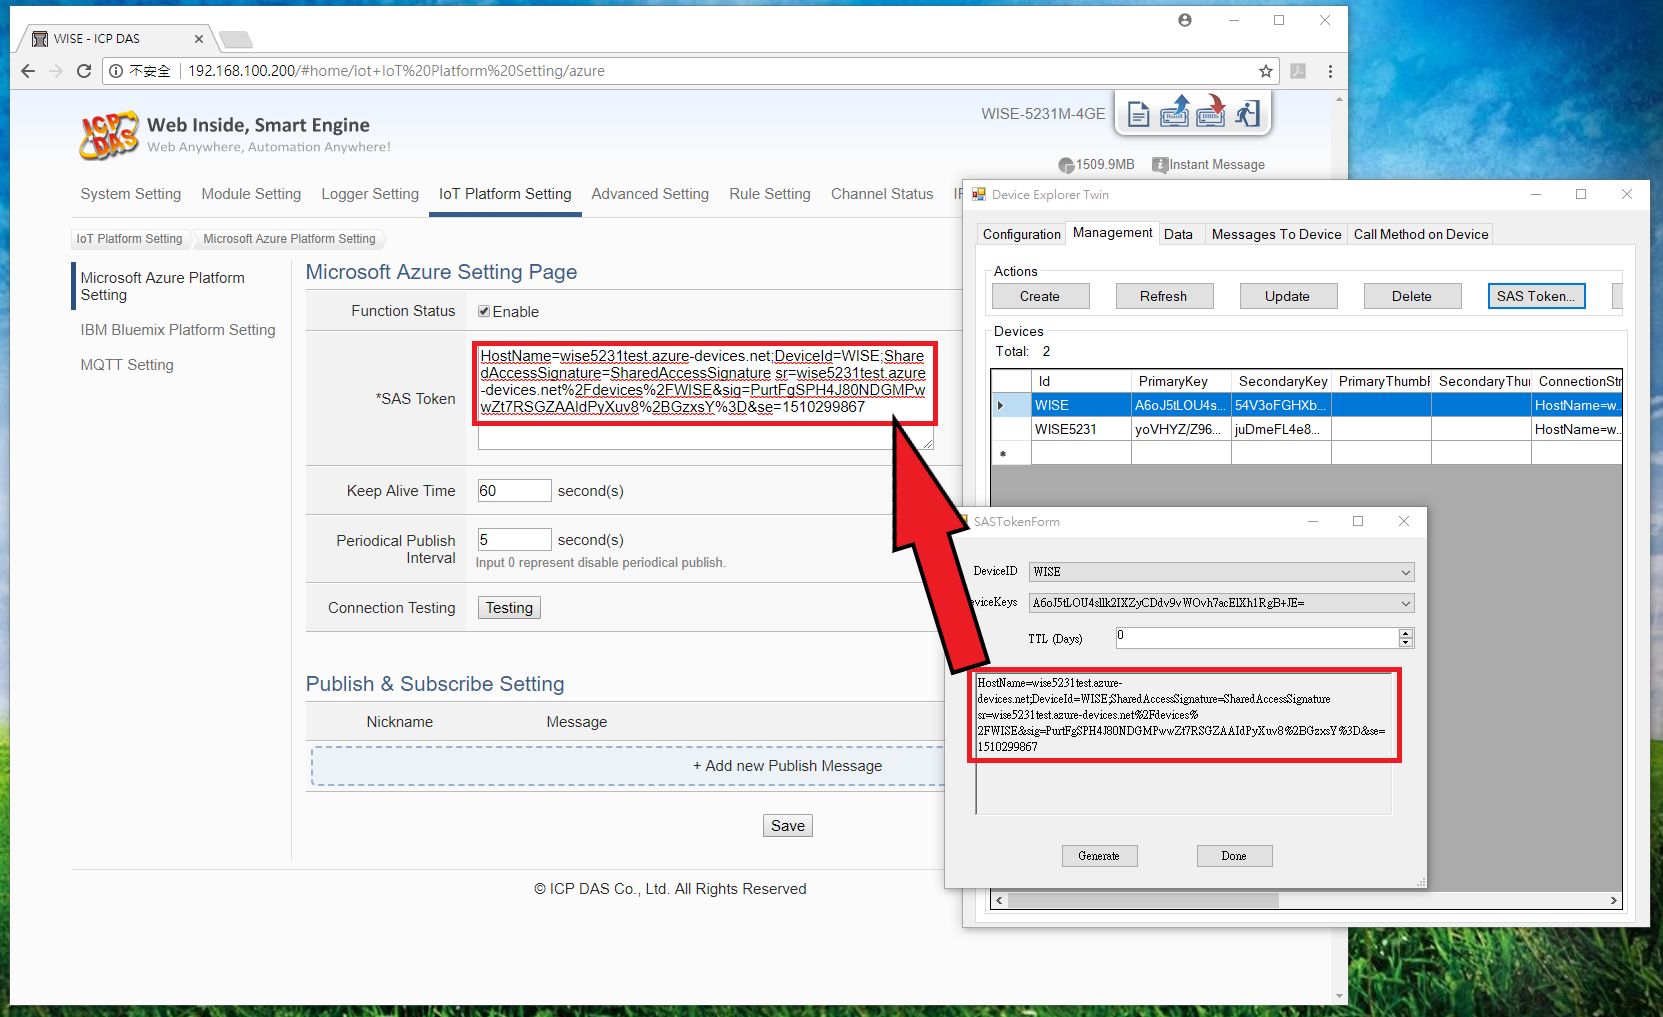 WISE - ICP DAS
不安全
192.168.100.200/#home/iot+IoT%20Platform%20Setting/azure
ICP DAS
Web Inside, Smart Engine
Web Anywhere, Automation Anywhere!
WISE-5231M-4GE
1509.9MB
Instant Message
System Setting
Module Setting
Logger Setting
IoT Platform Setting
Advanced Setting
Rule Setting
Channel Status
IoT Platform Setting
Microsoft Azure Platform Setting
Microsoft Azure Platform
Setting
IBM Bluemix Platform Setting
MQTT Setting
Microsoft Azure Setting Page
Function Status
Enable
*SAS Token
HostName=wise5231test.azure-devices.net;DeviceId=WISE;Share
dAccessSignature=SharedAccessSignature sr=wise5231test.azure
-devices.net%2Fdevices%2FWISE&sig=PurtFgSPH4J80NDGMPw
wZt7RSGZAAIdPyXuv8%2BGzxsY%3D&se=1510299867
Keep Alive Time
60
second(s)
Periodical Publish
Interval
5
second(s)
Input 0 represent disable periodical publish.
Connection Testing
Testing
Publish & Subscribe Setting
Nickname
Message
+ Add new Publish Message
Save
© ICP DAS Co., Ltd. All Rights Reserved
Device Explorer Twin
Configuration
Management
Data
Messages To Device
Call Method on Device
Actions
Create
Refresh
Update
Delete
SAS Token...
Devices
Total: 2
Id
PrimaryKey
SecondaryKey
PrimaryThumb
SecondaryThu
ConnectionStr
WISE
A6oJ5tLOU4s...
54V3oFGHXb...
HostName=w...
WISE5231
yoVHYZ/Z96...
juDmeFL4e8...
HostName=w...
SASTokenForm
DeviceID
WISE
eviceKeys
A6oJ5tLOU4sllk2IXZyCDdv9vWOvh7acElXh1RgB+JE=
TTL (Days)
0
HostName=wise5231test.azure-
devices.net;DeviceId=WISE;SharedAccessSignature=SharedAccessSignature
sr=wise5231test.azure-devices.net%2Fdevices%
2FWISE&sig=PurtFgSPH4J80NDGMPwwZt7RSGZAAIdPyXuv8%2BGzxsY%3D&se=
1510299867
Generate
Done